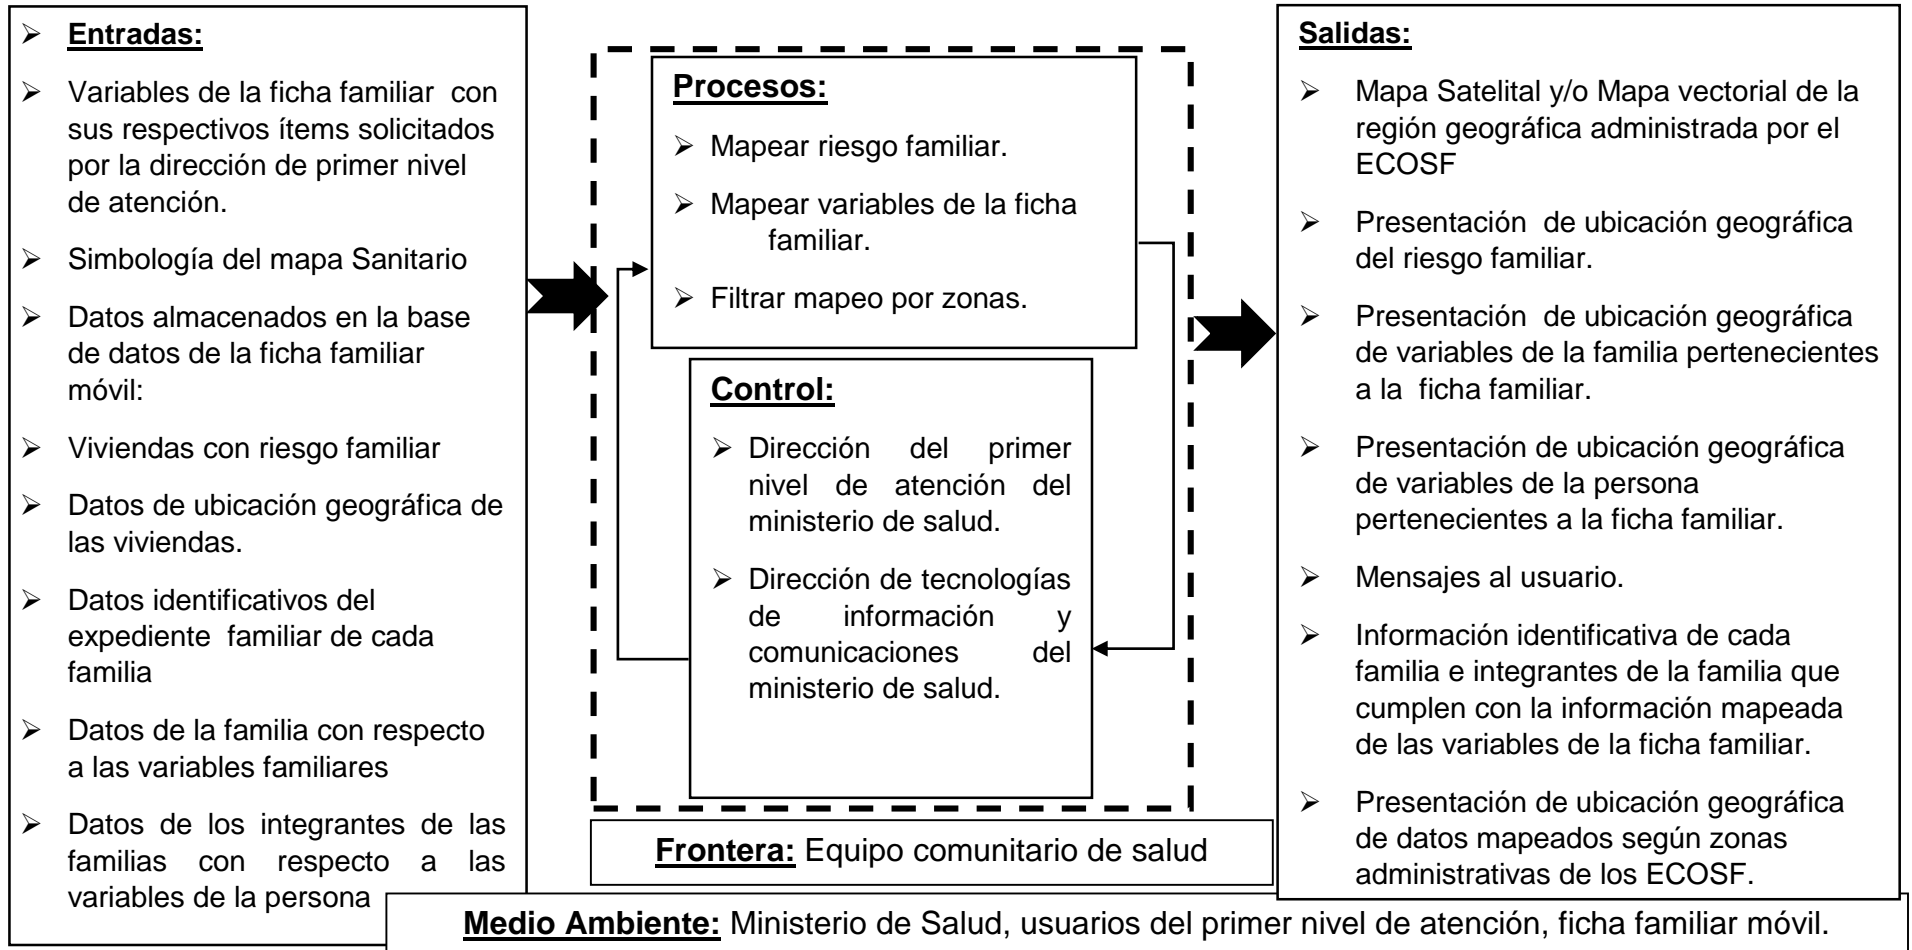 ➢ Entradas:
➢ Variables de la ficha familiar con
sus respectivos ítems solicitados
por la dirección de primer nivel
de atención.
➢ Simbología del mapa Sanitario
➢ Datos almacenados en la base
de datos de la ficha familiar
móvil:
➢ Viviendas con riesgo familiar
➢ Datos de ubicación geográfica de
las viviendas.
➢ Datos identificativos del
expediente familiar de cada
familia
➢ Datos de la familia con respecto
a las variables familiares
➢ Datos de los integrantes de las
familias con respecto a las
variables de la persona
Procesos:
➢ Mapear riesgo familiar.
➢ Mapear variables de la ficha
familiar.
➢ Filtrar mapeo por zonas.
Control:
➢ Dirección del primer
nivel de atención del
ministerio de salud.
➢ Dirección de tecnologías
de información y
comunicaciones del
ministerio de salud.
Frontera: Equipo comunitario de salud
Salidas:
➢ Mapa Satelital y/o Mapa vectorial de la
región geográfica administrada por el
ECOSF
➢ Presentación de ubicación geográfica
del riesgo familiar.
➢ Presentación de ubicación geográfica
de variables de la familia pertenecientes
a la ficha familiar.
➢ Presentación de ubicación geográfica
de variables de la persona
pertenecientes a la ficha familiar.
➢ Mensajes al usuario.
➢ Información identificativa de cada
familia e integrantes de la familia que
cumplen con la información mapeada
de las variables de la ficha familiar.
➢ Presentación de ubicación geográfica
de datos mapeados según zonas
administrativas de los ECOSF.
Medio Ambiente: Ministerio de Salud, usuarios del primer nivel de atención, ficha familiar móvil.